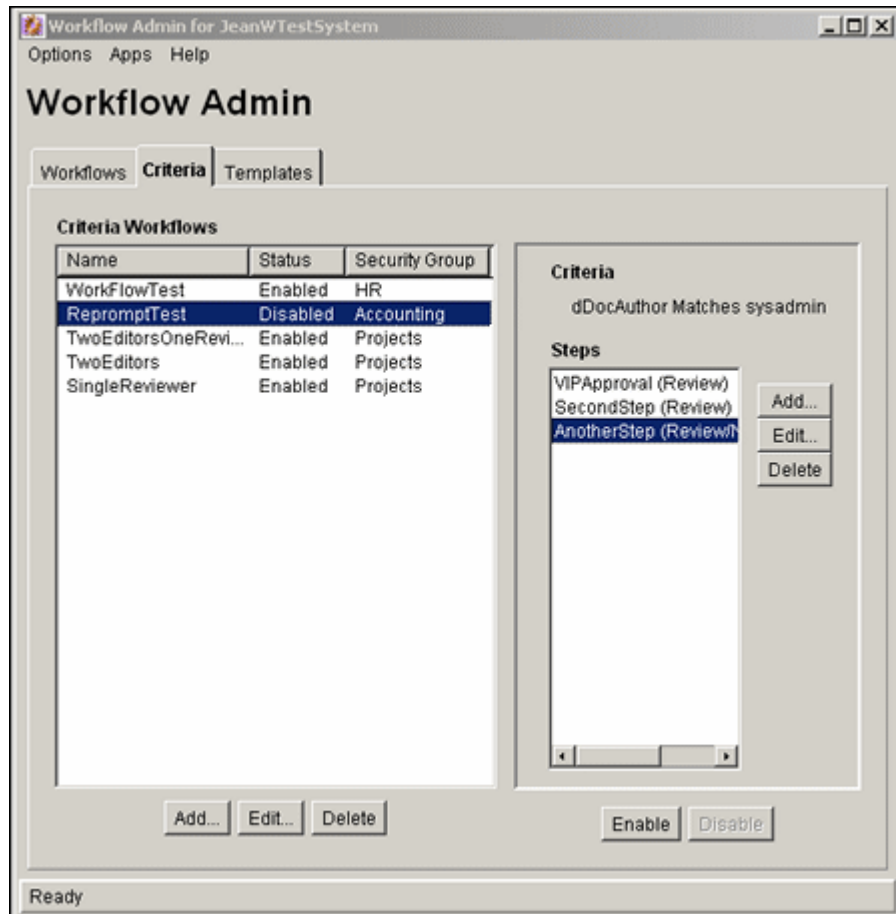 Workflow Admin for JeanWTestSystem
Options Apps Help
Workflow Admin
Workflows Criteria Templates
Criteria Workflows
Name Status Security Group
WorkFlowTest Enabled HR
RepromptTest Disabled Accounting
TwoEditorsOneRevi... Enabled Projects
TwoEditors Enabled Projects
SingleReviewer Enabled Projects
Add... Edit... Delete
Criteria
dDocAuthor Matches sysadmin
Steps
VIPApproval (Review)
SecondStep (Review)
AnotherStep (Review/N
Add...
Edit...
Delete
Enable Disable
Ready